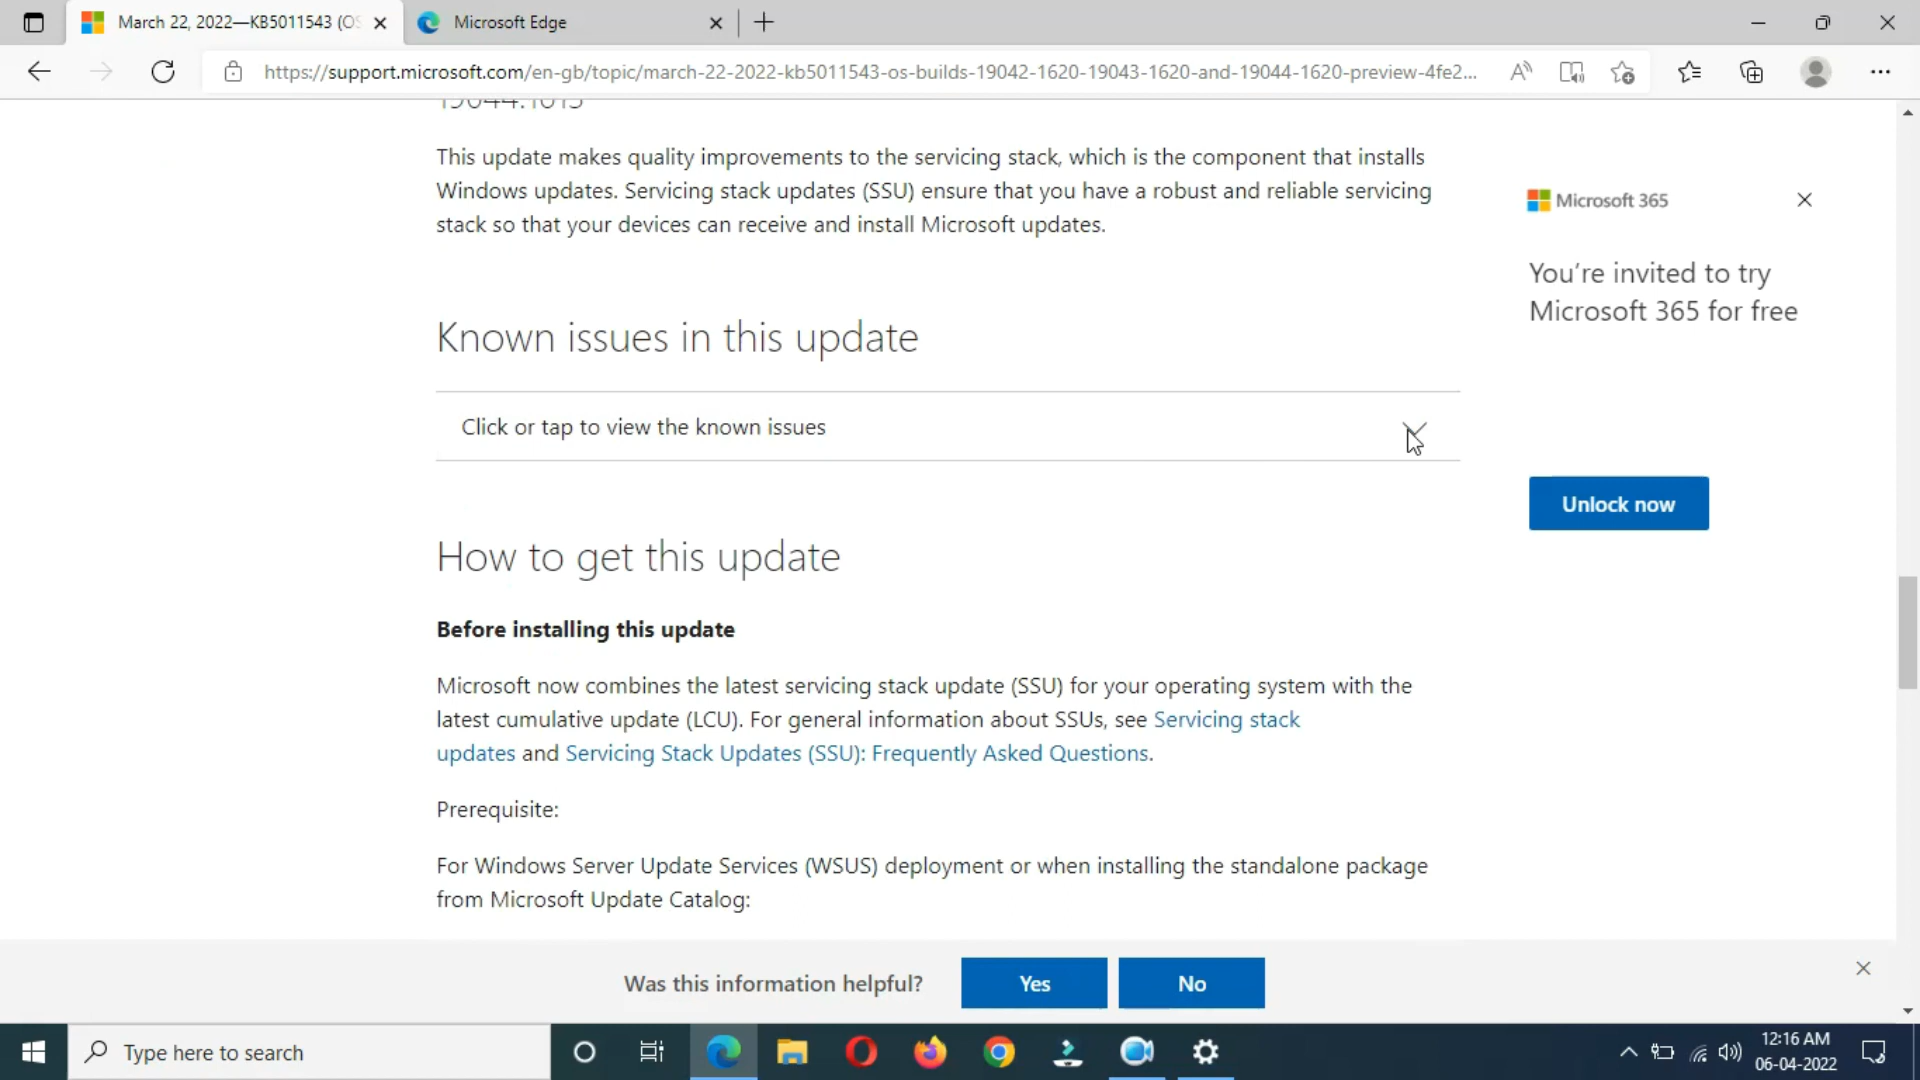 March 22, 2022—KB5011543 (OS
Microsoft Edge
https://support.microsoft.com/en-gb/topic/march-22-2022-kb5011543-os-builds-19042-1620-19043-1620-and-19044-1620-preview-4fe2...
19044.1613
This update makes quality improvements to the servicing stack, which is the component that installs
Windows updates. Servicing stack updates (SSU) ensure that you have a robust and reliable servicing
stack so that your devices can receive and install Microsoft updates.
Microsoft 365
You're invited to try
Microsoft 365 for free
Unlock now
Known issues in this update
Click or tap to view the known issues
How to get this update
Before installing this update
Microsoft now combines the latest servicing stack update (SSU) for your operating system with the
latest cumulative update (LCU). For general information about SSUs, see Servicing stack
updates and Servicing Stack Updates (SSU): Frequently Asked Questions.
Prerequisite:
For Windows Server Update Services (WSUS) deployment or when installing the standalone package
from Microsoft Update Catalog:
Was this information helpful?
Yes
No
Type here to search
12:16 AM
06-04-2022